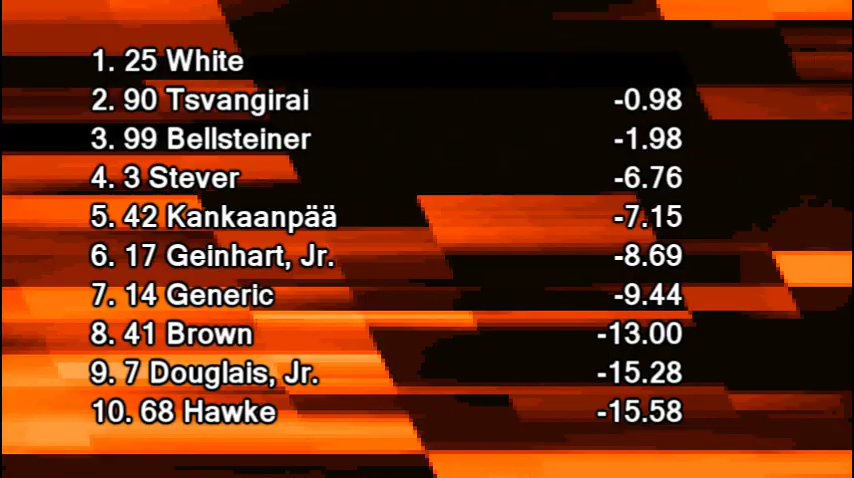 1. 25 White
2. 90 Tsvangirai -0.98
3. 99 Bellsteiner -1.98
4. 3 Stever -6.76
5. 42 Kankaanpää -7.15
6. 17 Geinhart, Jr. -8.69
7. 14 Generic -9.44
8. 41 Brown -13.00
9. 7 Douglais, Jr. -15.28
10. 68 Hawke -15.58